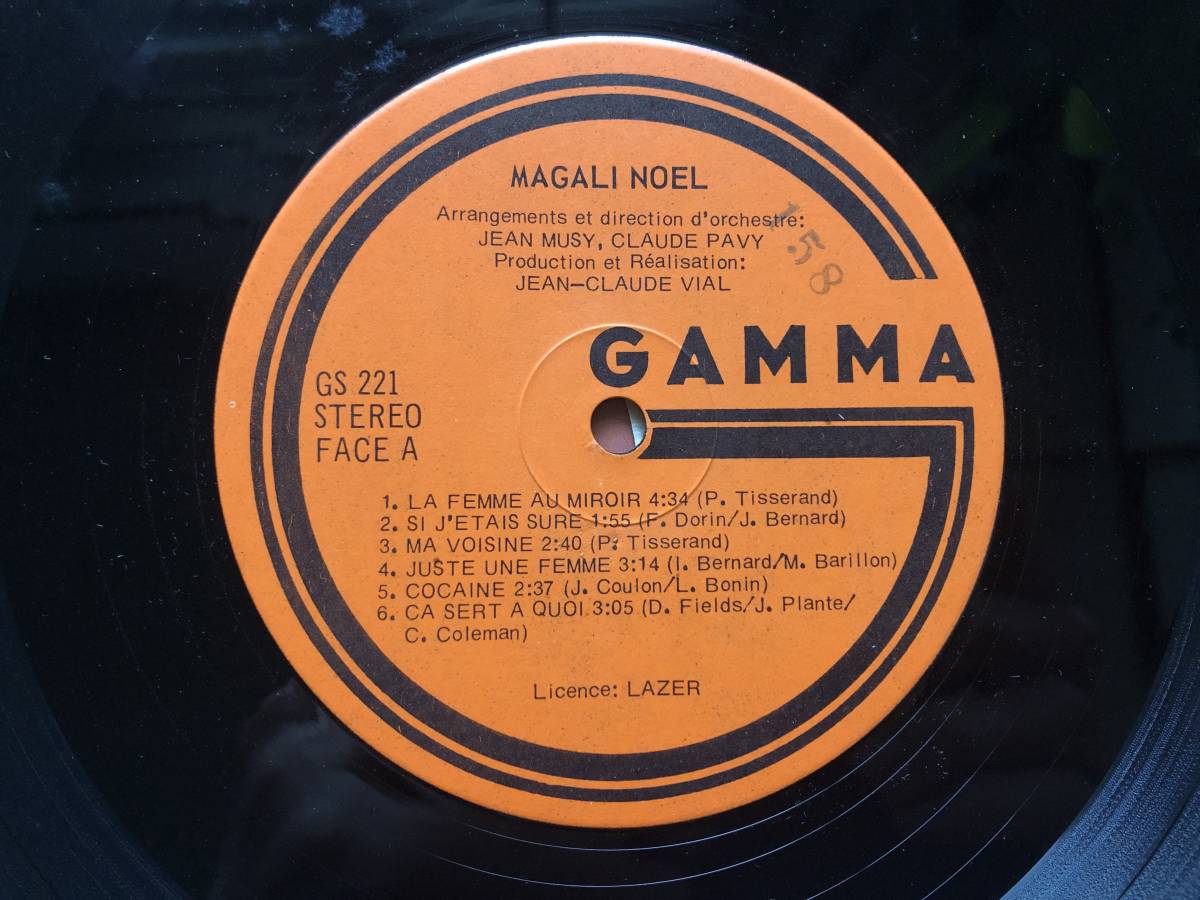 MAGALI NOEL
Arrangements et direction d'orchestre:
JEAN MUSY, CLAUDE PAVY
Production et Réalisation:
JEAN-CLAUDE VIAL
158
GAMMA
GS 221
STEREO
FACE A
1. LA FEMME AU MIROIR 4:34 (P. Tisserand)
2. SI J'ETAIS SURE 1:55 (F. Dorin/J. Bernard)
3. MA VOISINE 2:40 (P. Tisserand)
4. JUSTE UNE FEMME 3:14 (I. Bernard/M. Barillon)
5. COCAINE 2:37 (J. Coulon/L. Bonin)
6. CA SERT A QUOI 3:05 (D. Fields/J. Plante/
C. Coleman)
Licence: LAZER